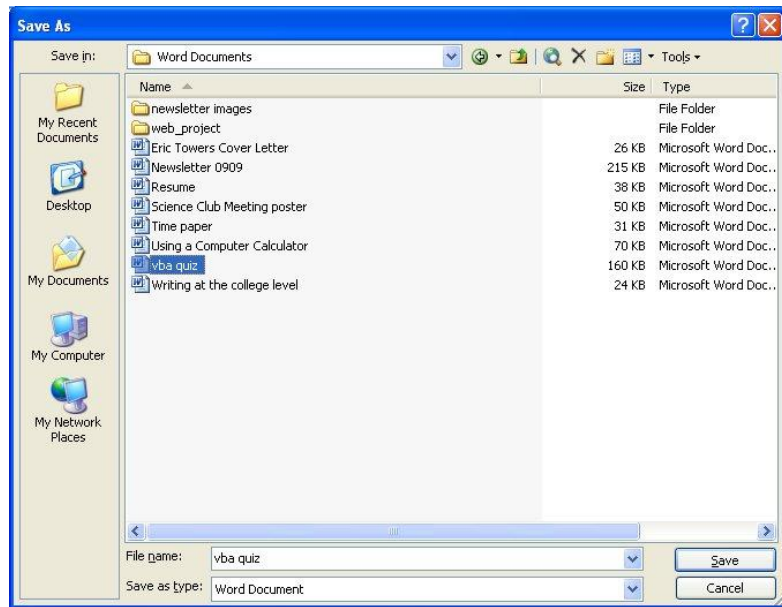 Save As
Save in: Word Documents Tools
Name Size Type
newsletter images File Folder
web_project File Folder
Eric Towers Cover Letter 26 KB Microsoft Word Doc..
Newsletter 0909 215 KB Microsoft Word Doc..
Resume 38 KB Microsoft Word Doc..
Science Club Meeting poster 50 KB Microsoft Word Doc..
Time paper 31 KB Microsoft Word Doc..
Using a Computer Calculator 70 KB Microsoft Word Doc..
vba quiz 160 KB Microsoft Word Doc..
Writing at the college level 24 KB Microsoft Word Doc..
My Recent
Documents
Desktop
My Documents
My Computer
My Network
Places
File name: vba quiz Save
Save as type: Word Document Cancel